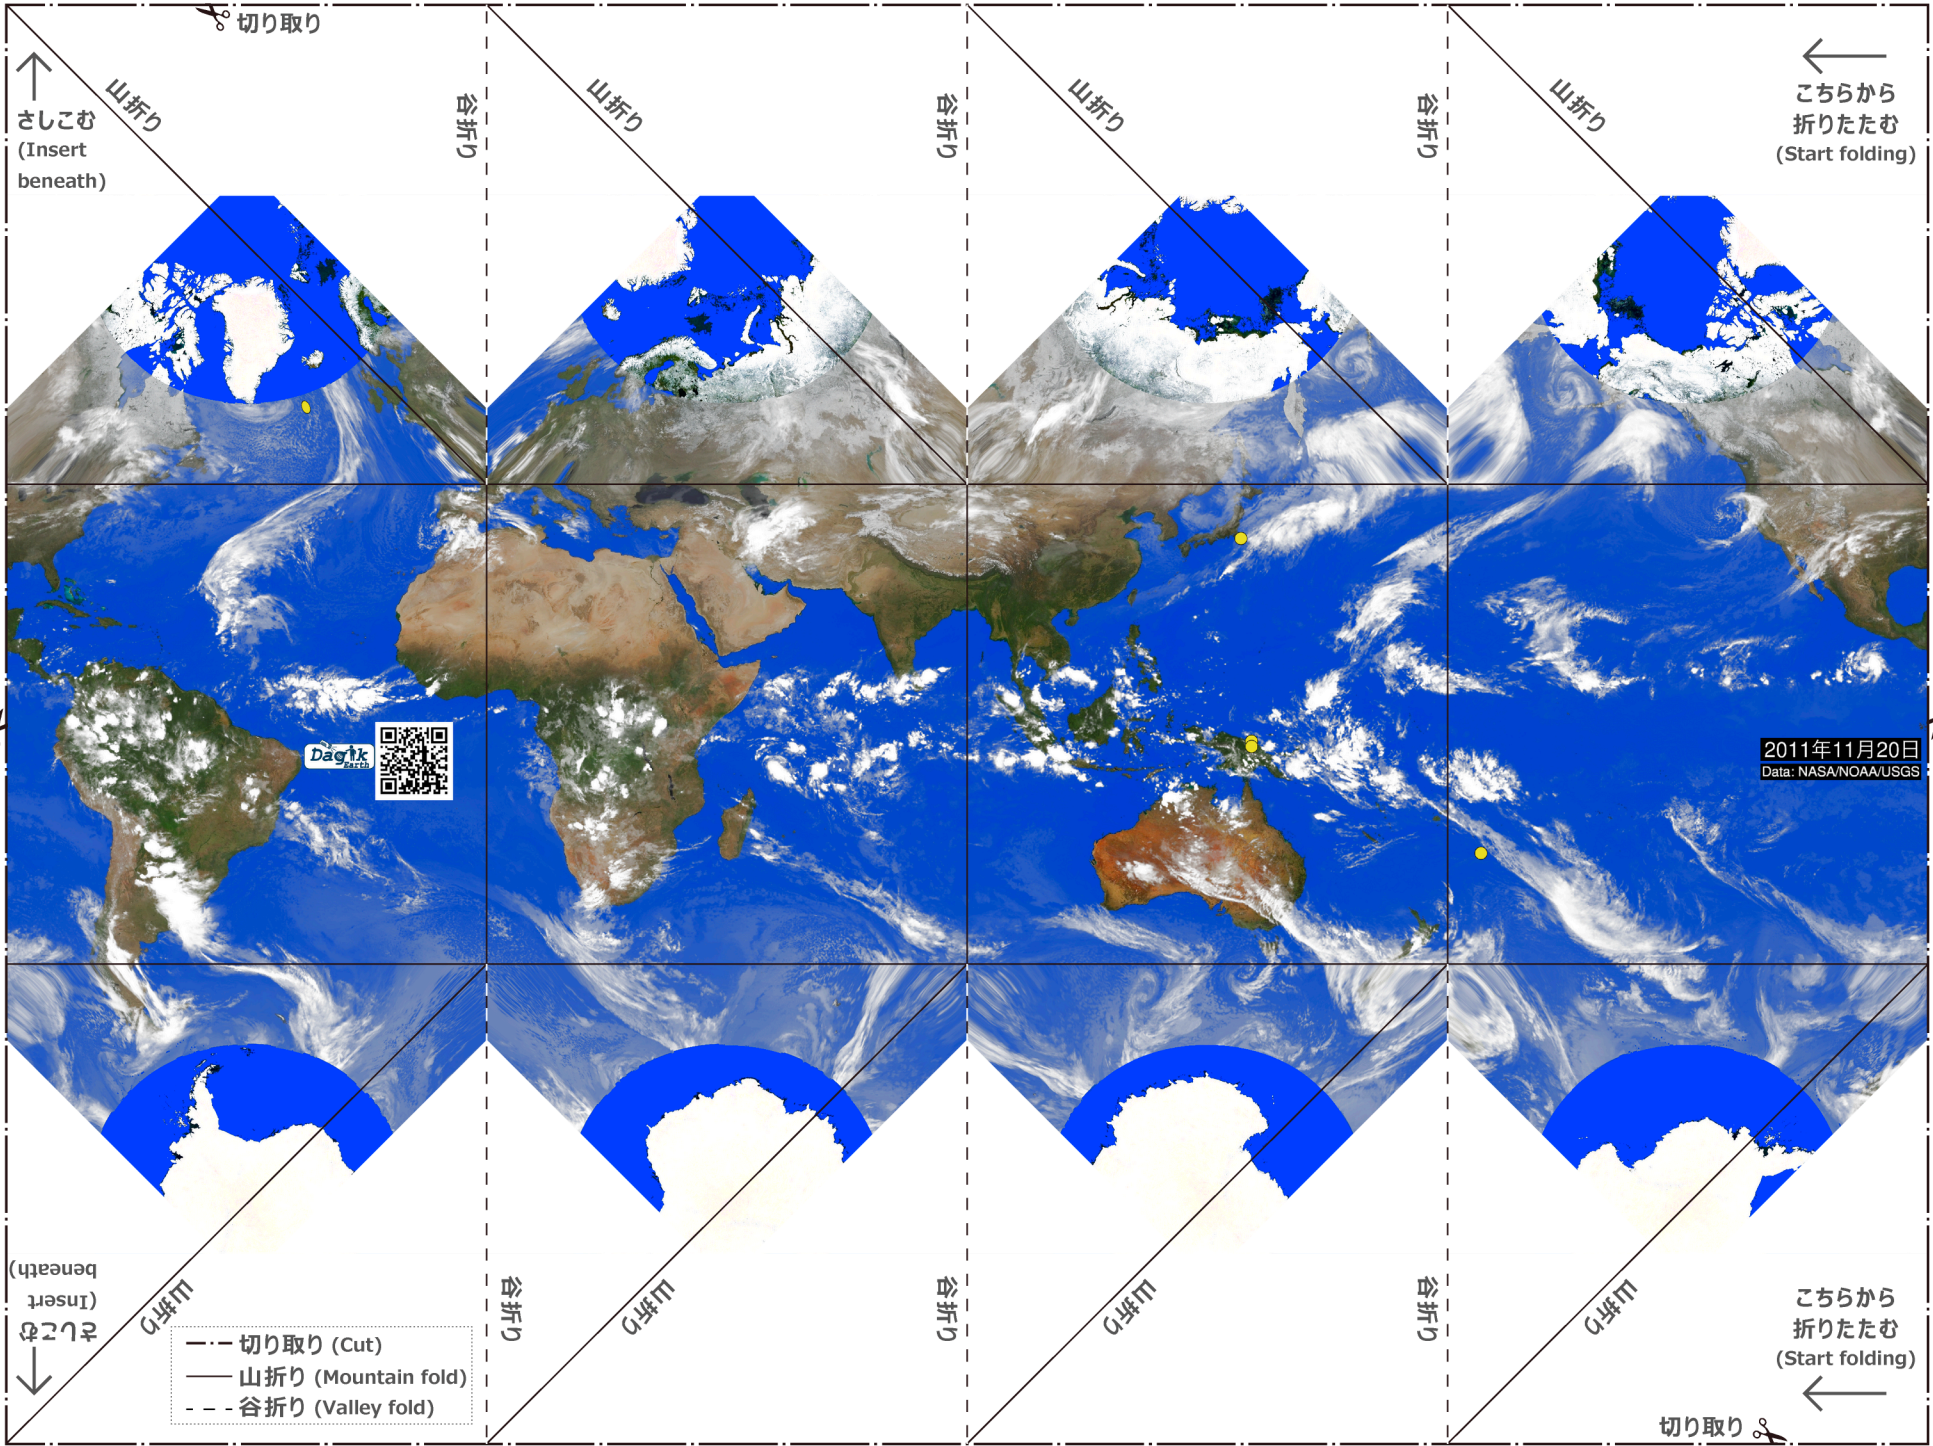 切り取り
山折り
谷折り
山折り
谷折り
山折り
谷折り
山折り
さしこむ
(Insert
beneath)
こちらから
折りたたむ
(Start folding)
Dagik
Earth
2011年11月20日
Data: NASA/NOAA/USGS
さしこむ
(Insert
beneath)
山折り
谷折り
山折り
谷折り
山折り
谷折り
山折り
こちらから
折りたたむ
(Start folding)
切り取り (Cut)
山折り (Mountain fold)
谷折り (Valley fold)
切り取り